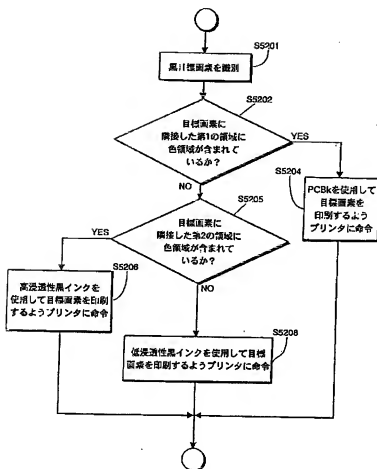 S5201
黒目標画素を識別
S5202
目標画素に
隣接した第1の領域に
色領域が含まれて
いるか？
YES
NO
S5204
PCBkを使用して
目標画素を
印刷するよう
プリンタに命令
S5205
目標画素に
隣接した第2の領域に
色領域が含まれて
いるか？
YES
NO
S5206
高浸透性黒インクを
使用して目標画素を印刷
するようプリンタに命令
S5208
低浸透性黒インクを使用して目標
画素を印刷するようプリンタに命令